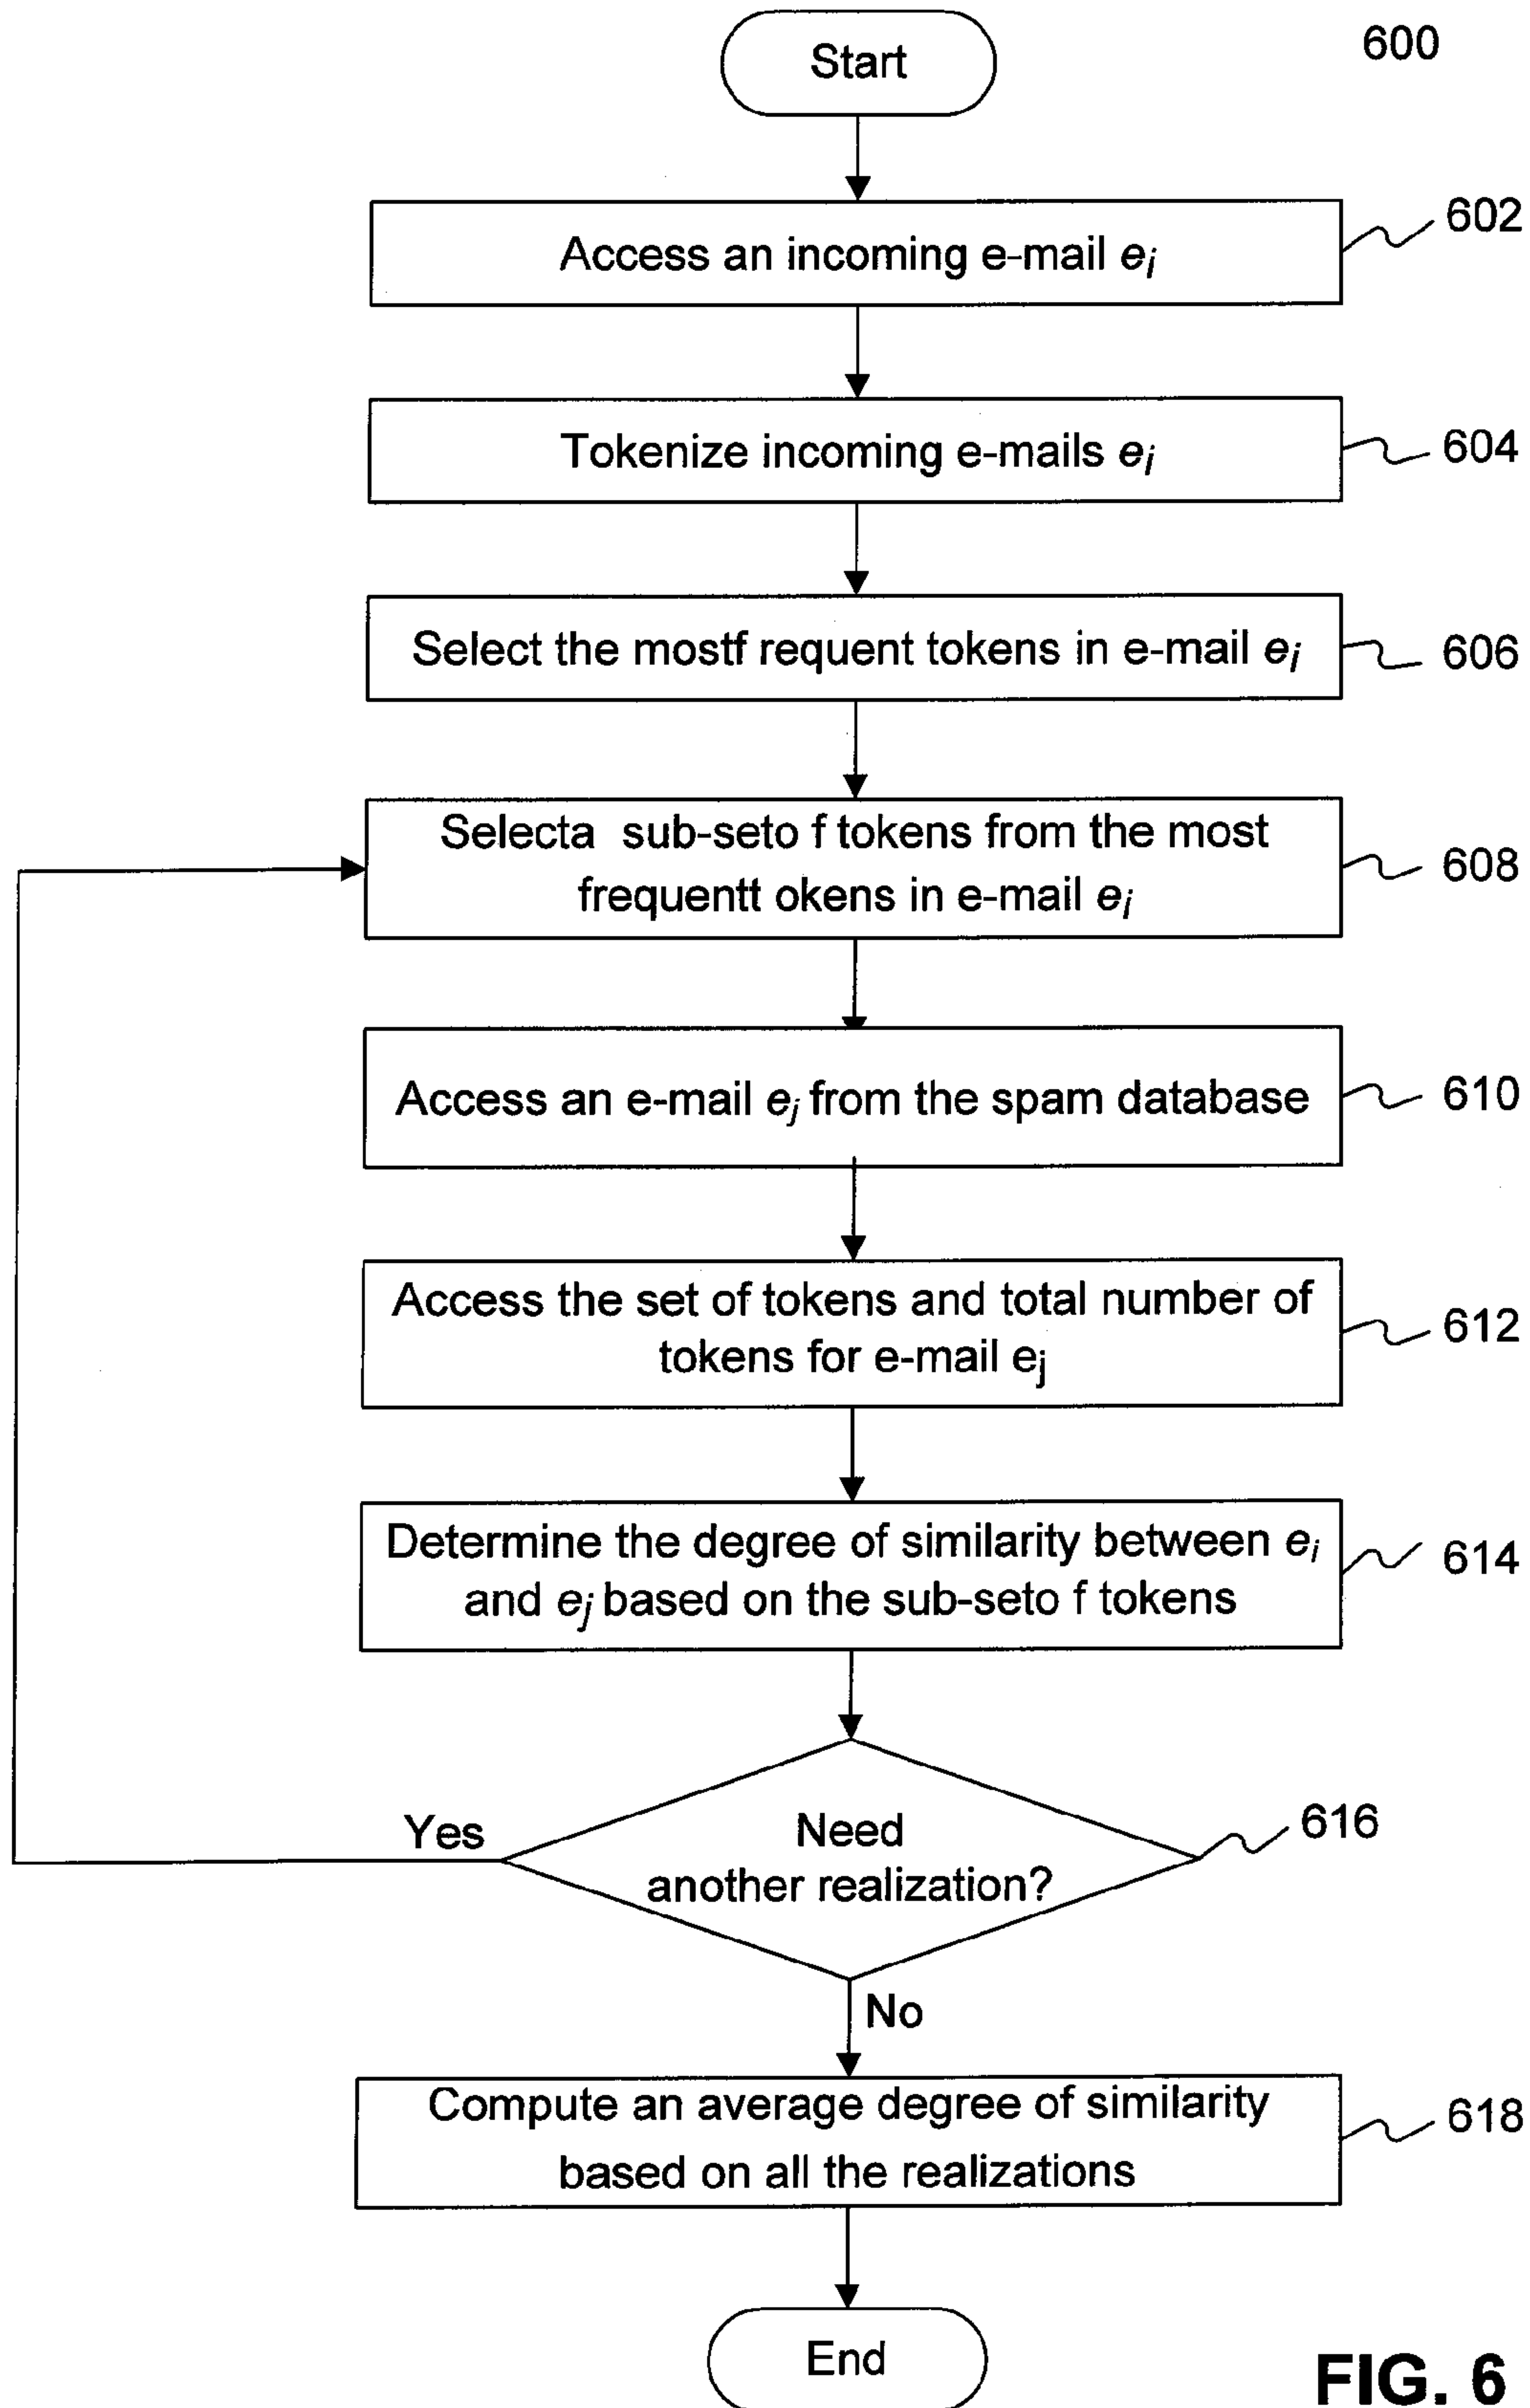 Start
600
Access an incoming e-mail ei
602
Tokenize incoming e-mails ei
604
Select the mostf requent tokens in e-mail ei
606
Selecta sub-seto f tokens from the most
frequentt okens in e-mail ei
608
Access an e-mail ej from the spam database
610
Access the set of tokens and total number of
tokens for e-mail ej
612
Determine the degree of similarity between ei
and ej based on the sub-seto f tokens
614
Yes
Need
another realization?
616
No
Compute an average degree of similarity
based on all the realizations
618
End
FIG. 6